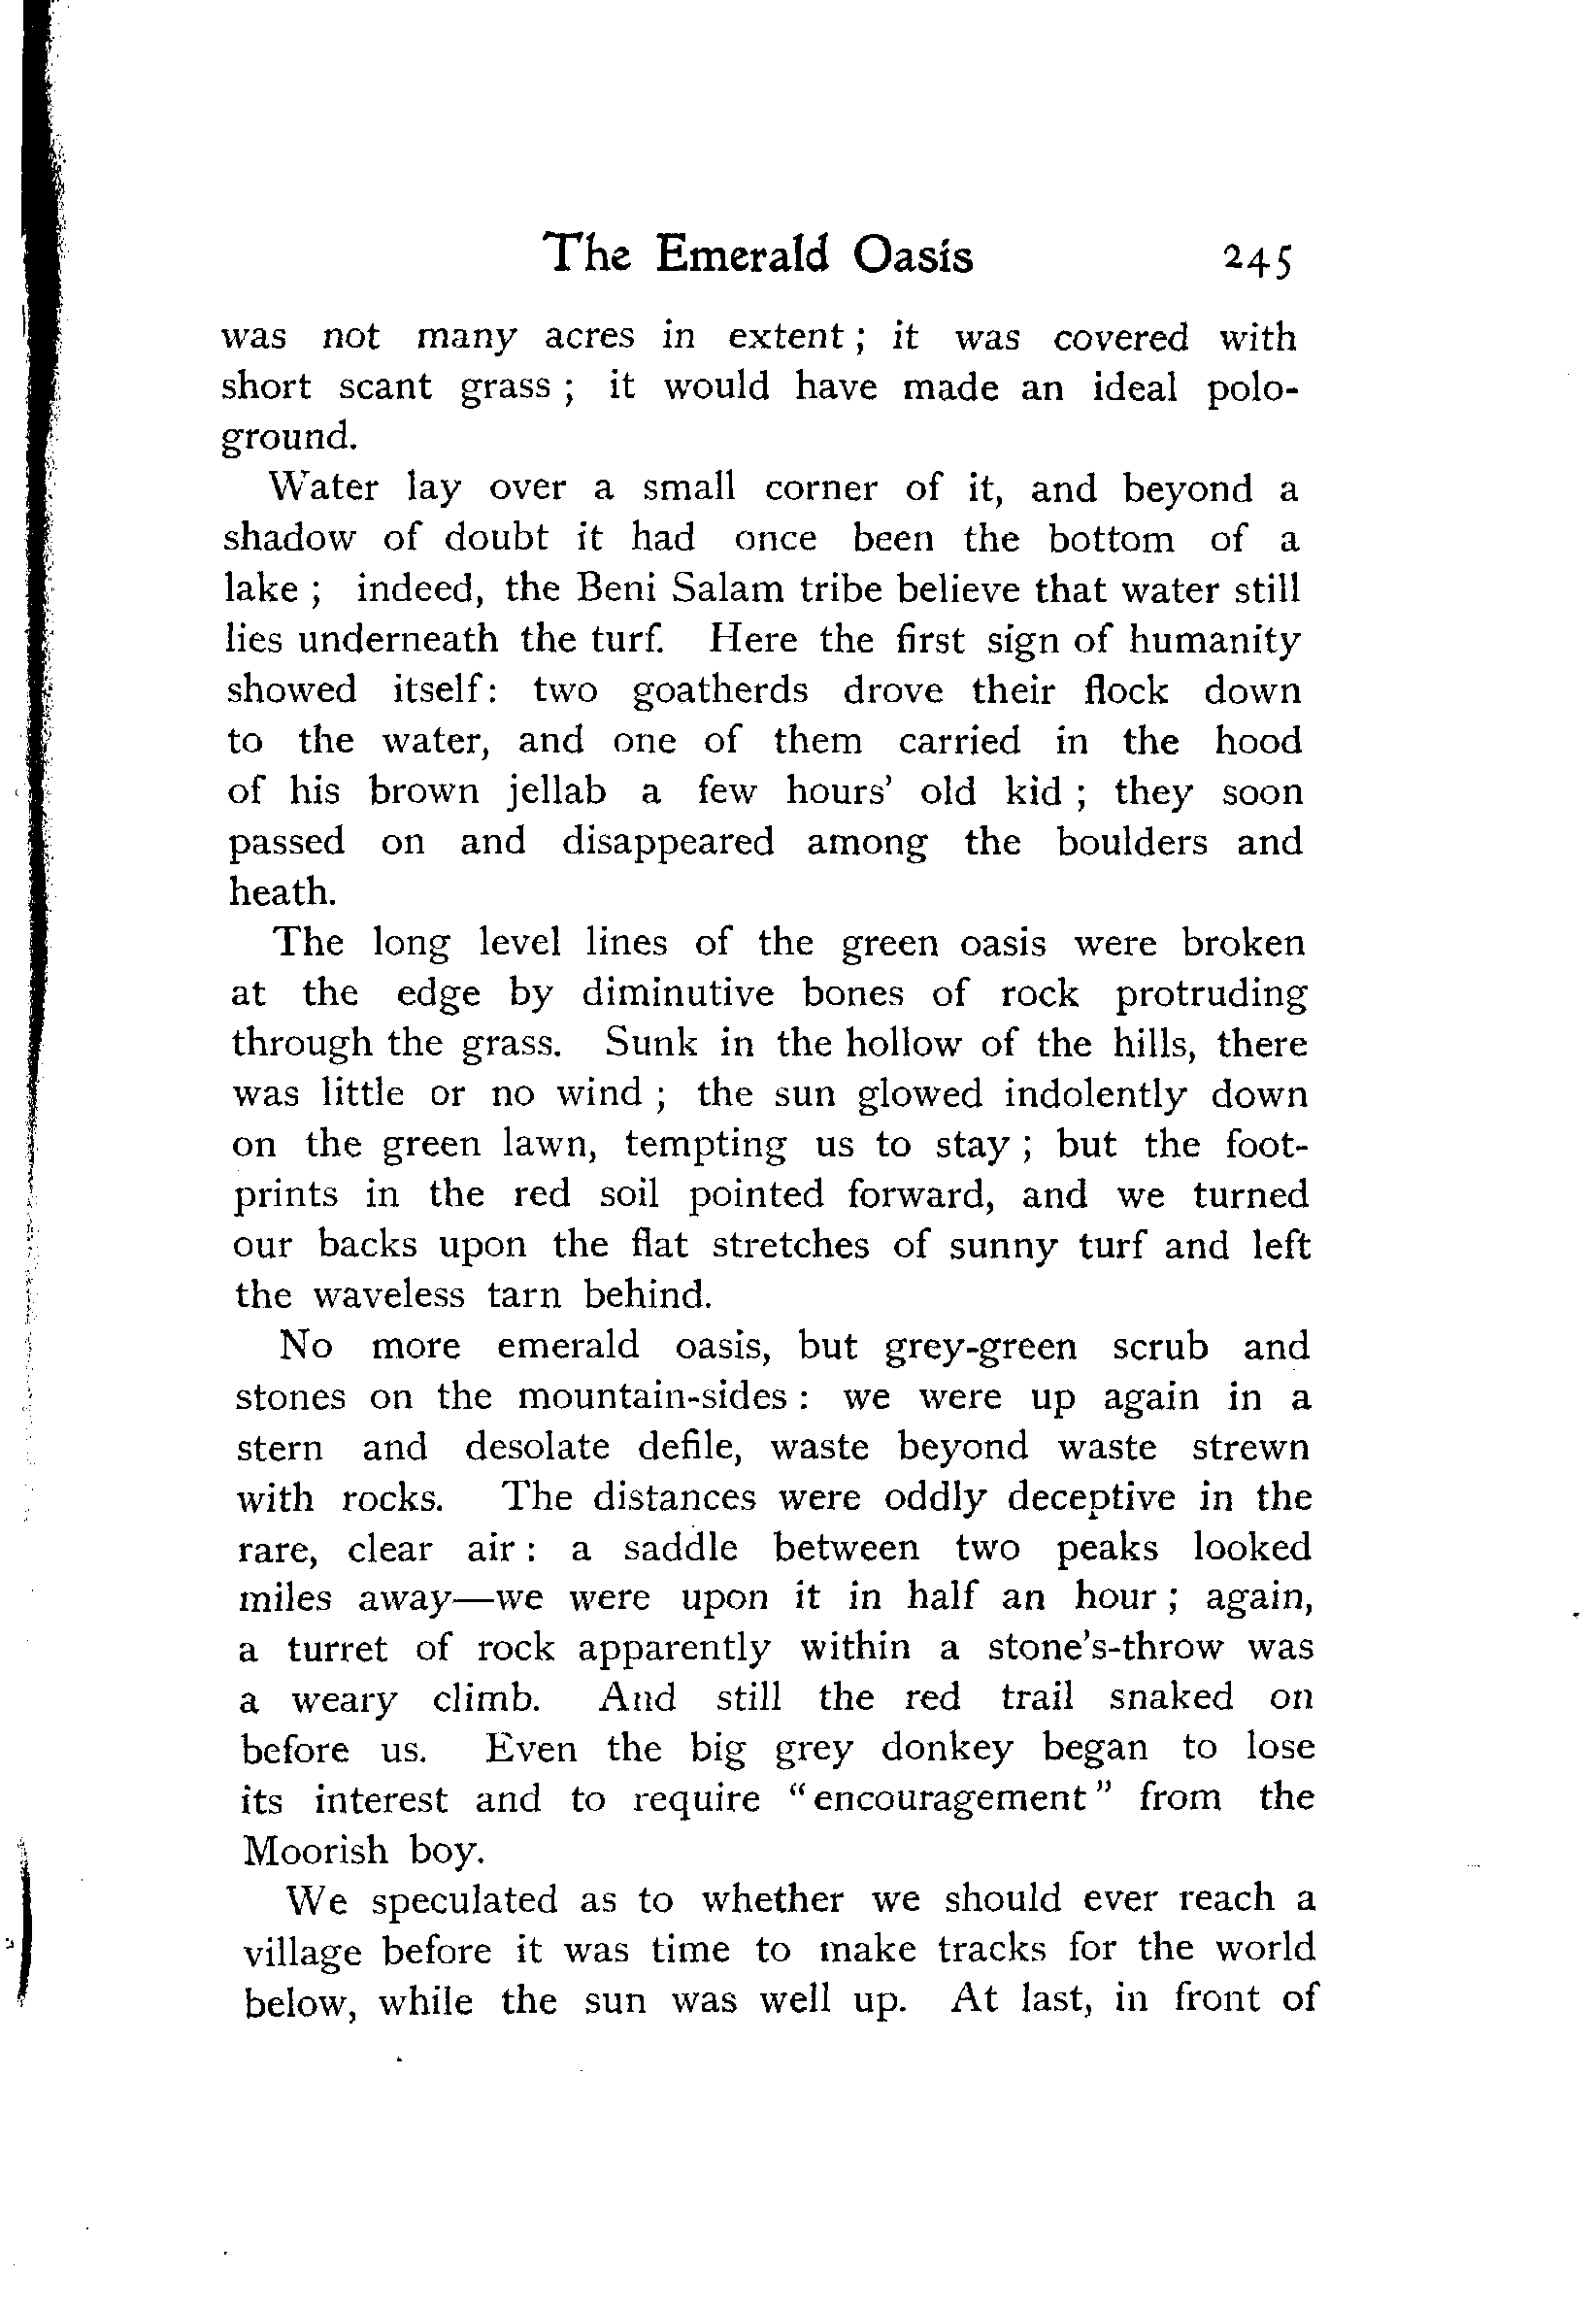 The Emerald Oasis 245
was not many acres in extent ; it was covered with
short scant grass ; it would have made an ideal polo-
ground.
Water lay over a small corner of it, and beyond a
shadow of doubt it had once been the bottom of a
lake ; indeed, the Beni Salam tribe believe that water still
lies underneath the turf. Here the first sign of humanity
showed itself: two goatherds drove their flock down
to the water, and one of them carried in the hood
of his brown jellab a few hours' old kid ; they soon
passed on and disappeared among the boulders and
heath.
The long level lines of the green oasis were broken
at the edge by diminutive bones of rock protruding
through the grass. Sunk in the hollow of the hills, there
was little or no wind ; the sun glowed indolently down
on the green lawn, tempting us to stay ; but the foot-
prints in the red soil pointed forward, and we turned
our backs upon the flat stretches of sunny turf and left
the waveless tarn behind.
No more emerald oasis, but grey-green scrub and
stones on the mountain-sides : we were up again in a
stern and desolate defile, waste beyond waste strewn
with rocks. The distances were oddly deceptive in the
rare, clear air : a saddle between two peaks looked
miles away—we were upon it in half an hour ; again,
a turret of rock apparently within a stone's-throw was
a weary climb. And still the red trail snaked on
before us. Even the big grey donkey began to lose
its interest and to require “encouragement” from the
Moorish boy.
We speculated as to whether we should ever reach a
village before it was time to make tracks for the world
below, while the sun was well up. At last, in front of